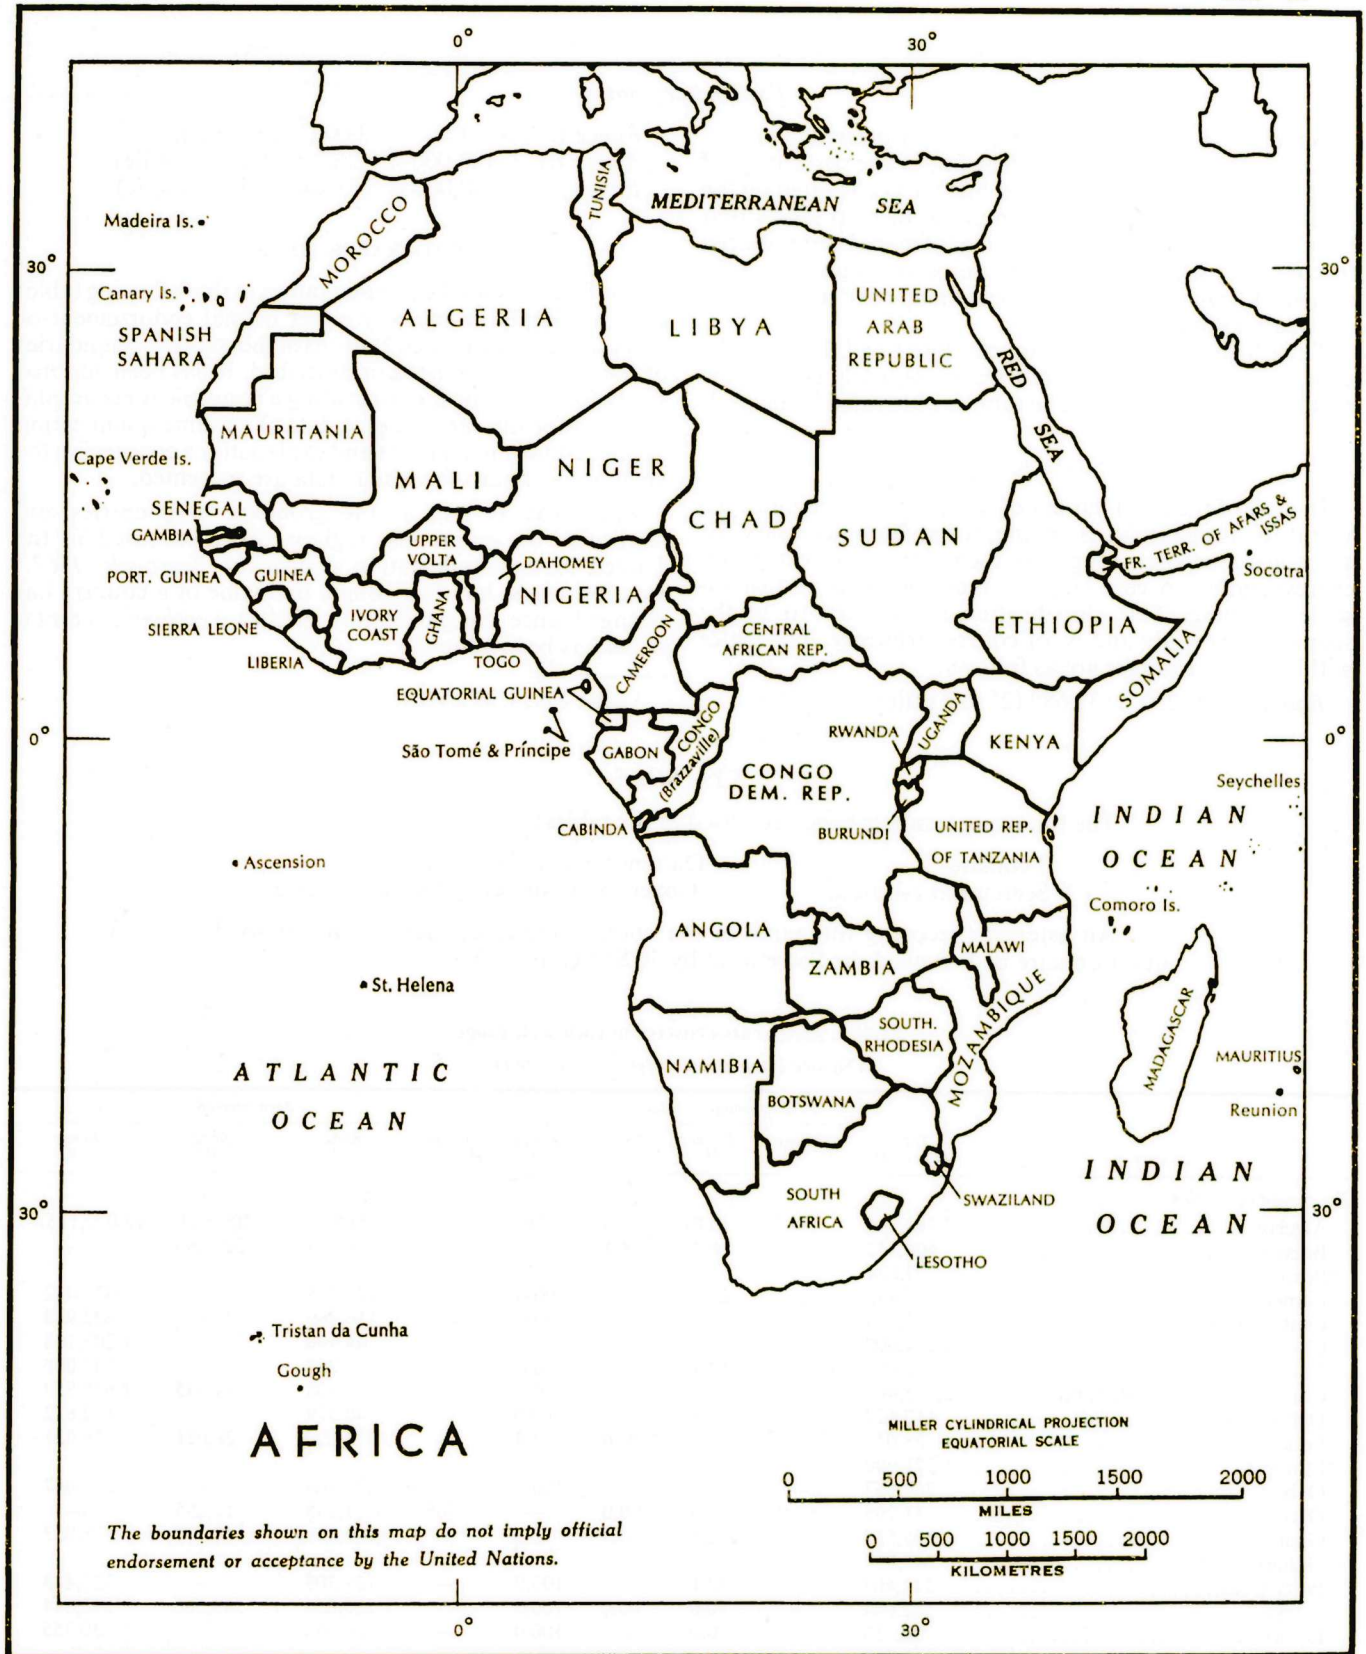 0°
30°
MEDITERRANEAN SEA
TUNISIA
Madeira Is.
MOROCCO
30°
30°
Canary Is.
SPANISH
SAHARA
ALGERIA
LIBYA
UNITED
ARAB
REPUBLIC
RED
SEA
MAURITANIA
Cape Verde Is.
MALI
NIGER
CHAD
SUDAN
SENEGAL
GAMBIA
UPPER
VOLTA
DAHOMEY
FR. TERR. OF AFARS &
ISSAS
Socotra
PORT. GUINEA
GUINEA
NIGERIA
SIERRA LEONE
IVORY
COAST
GHANA
ETHIOPIA
LIBERIA
TOGO
CAMEROON
CENTRAL
AFRICAN REP.
SOMALIA
EQUATORIAL GUINEA
0°
0°
São Tomé & Príncipe
GABON
CONGO
(Brazzaville)
RWANDA
UGANDA
KENYA
CONGO
DEM. REP.
Seychelles
CABINDA
BURUNDI
UNITED REP.
OF TANZANIA
INDIAN
OCEAN
Ascension
Comoro Is.
ANGOLA
ZAMBIA
MALAWI
St. Helena
MOZAMBIQUE
MADAGASCAR
SOUTH.
RHODESIA
ATLANTIC
OCEAN
NAMIBIA
BOTSWANA
MAURITIUS
Reunion
INDIAN
OCEAN
SOUTH
AFRICA
SWAZILAND
30°
30°
LESOTHO
Tristan da Cunha
Gough
AFRICA
MILLER CYLINDRICAL PROJECTION
EQUATORIAL SCALE
0 500 1000 1500 2000
MILES
0 500 1000 1500 2000
KILOMETRES
The boundaries shown on this map do not imply official
endorsement or acceptance by the United Nations.
0°
30°